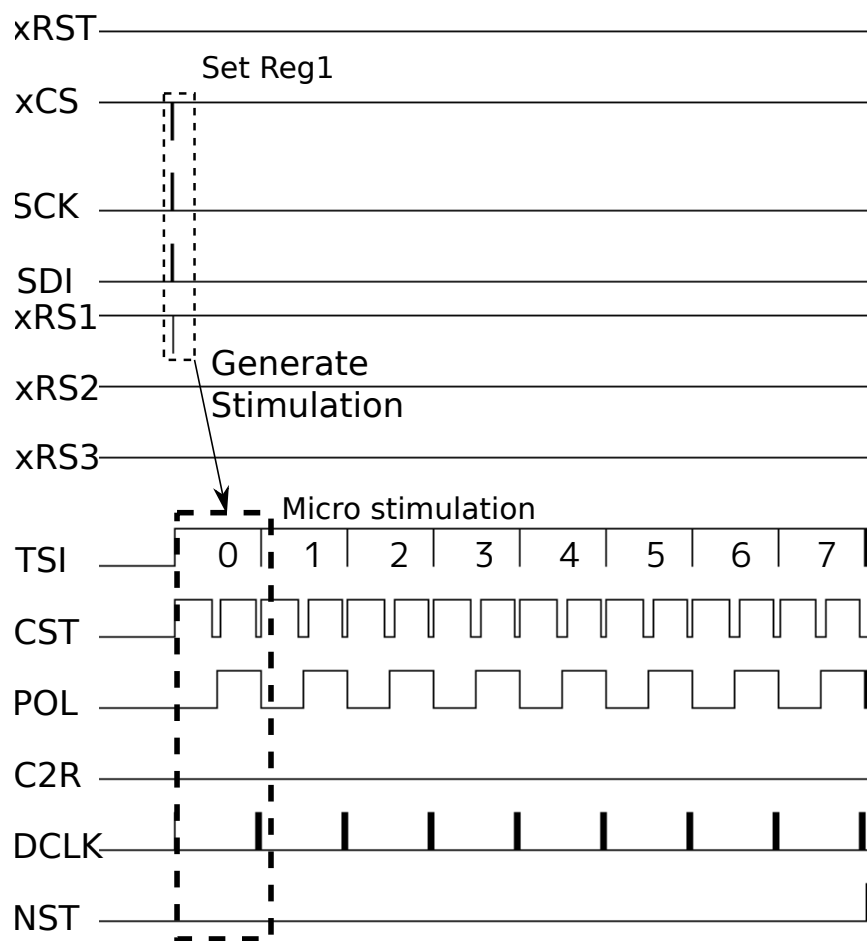 xRST
Set Reg1
xCS
SCK
SDI
xRS1
Generate
xRS2
Stimulation
xRS3
Micro stimulation
TSI 0 1 2 3 4 5 6 7
CST
POL
C2R
DCLK
NST